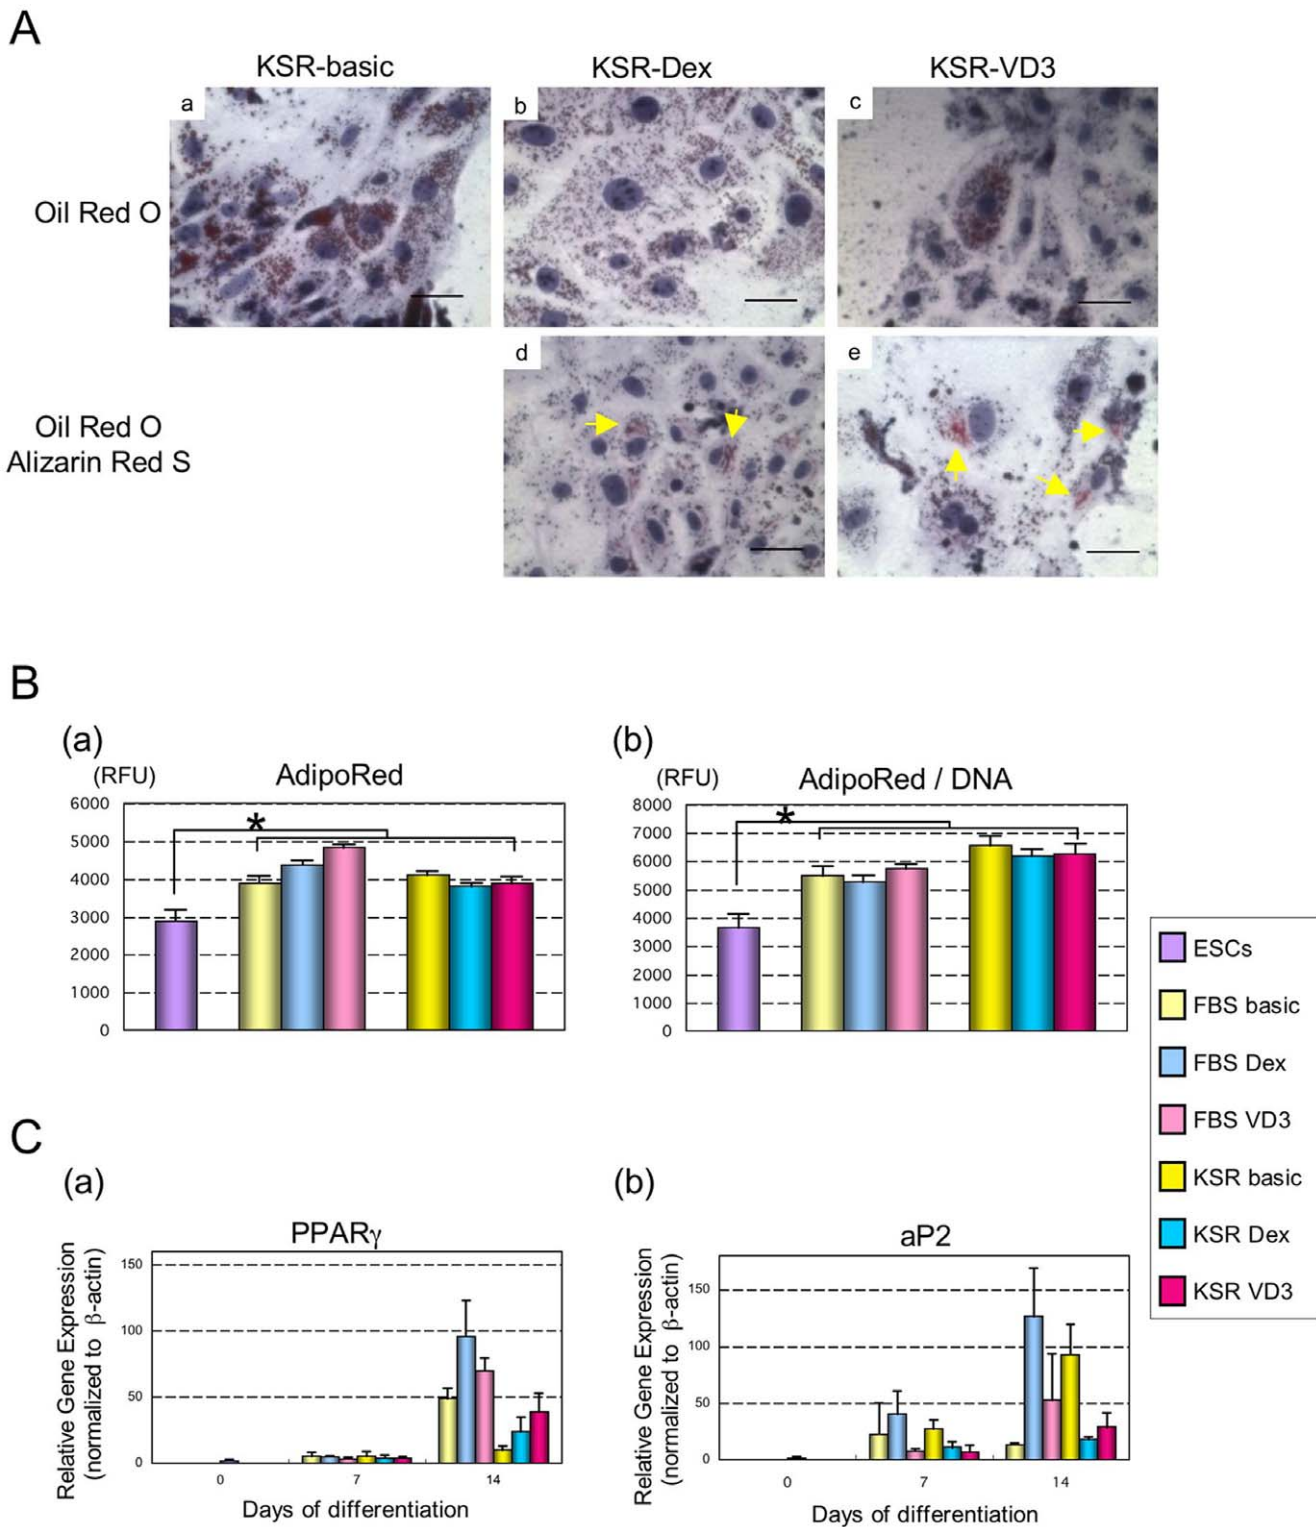 A
KSR-basic
KSR-Dex
KSR-VD3
a
b
c
Oil Red O
d
e
Oil Red O
Alizarin Red S
B
(a)
(b)
(RFU)
AdipoRed
(RFU)
AdipoRed / DNA
6000
5000
4000
3000
2000
1000
0
*
8000
7000
6000
5000
4000
3000
2000
1000
0
*
ESCs
FBS basic
FBS Dex
FBS VD3
KSR basic
KSR Dex
KSR VD3
C
(a)
(b)
PPARγ
Relative Gene Expression
(normalized to β-actin)
150
100
50
0
0
7
14
Days of differentiation
aP2
Relative Gene Expression
(normalized to β-actin)
150
100
50
0
0
7
14
Days of differentiation